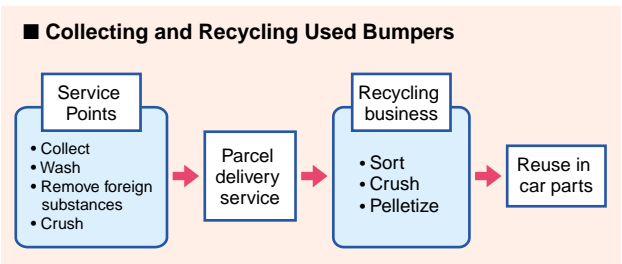 ■ Collecting and Recycling Used Bumpers
Service
Points
• Collect
• Wash
• Remove foreign
substances
• Crush
Parcel
delivery
service
Recycling
business
• Sort
• Crush
• Pelletize
Reuse in
car parts